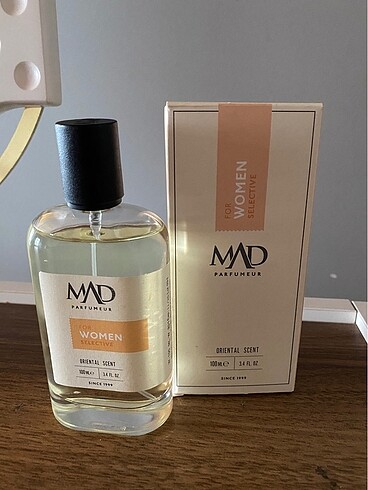 MAD
PARFUMEUR
FOR
WOMEN
SELECTIVE
ORIENTAL SCENT
100 ML ℮ 3.4 FL. OZ.
SINCE 1999
FOR
WOMEN
SELECTIVE
MAD
PARFUMEUR
ORIENTAL SCENT
100 ML ℮ 3.4 FL. OZ.
SINCE 1999